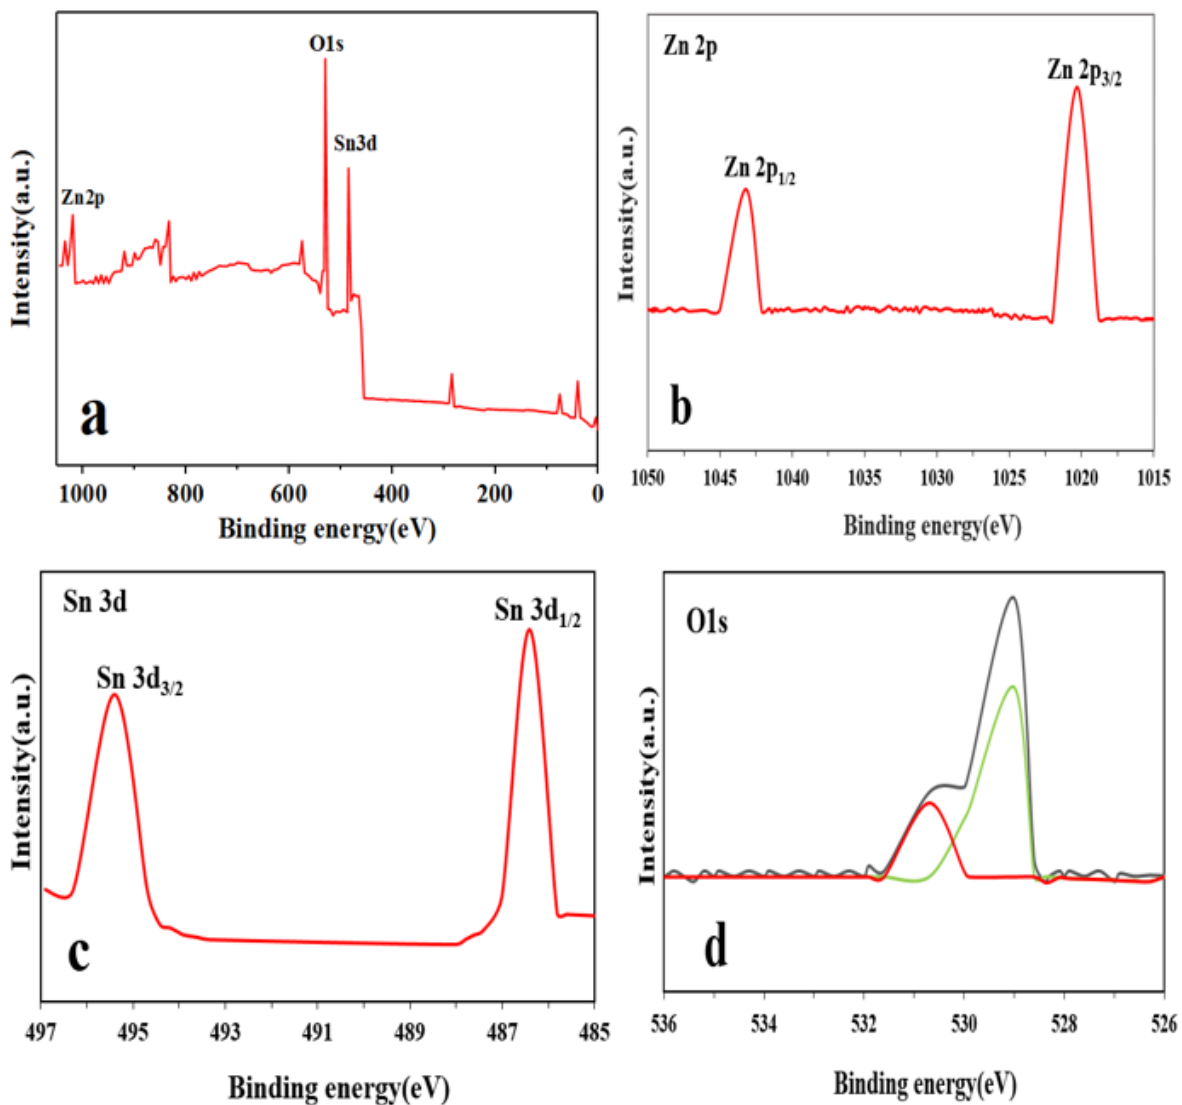 O1s
Sn3d
Zn2p
Intensity(a.u.)
a
1000 800 600 400 200 0
Binding energy(eV)
Zn 2p
Zn 2p3/2
Zn 2p1/2
Intensity(a.u.)
b
1050 1045 1040 1035 1030 1025 1020 1015
Binding energy(eV)
Sn 3d
Sn 3d1/2
Sn 3d3/2
Intensity(a.u.)
c
497 495 493 491 489 487 485
Binding energy(eV)
O1s
Intensity(a.u.)
d
536 534 532 530 528 526
Binding energy(eV)